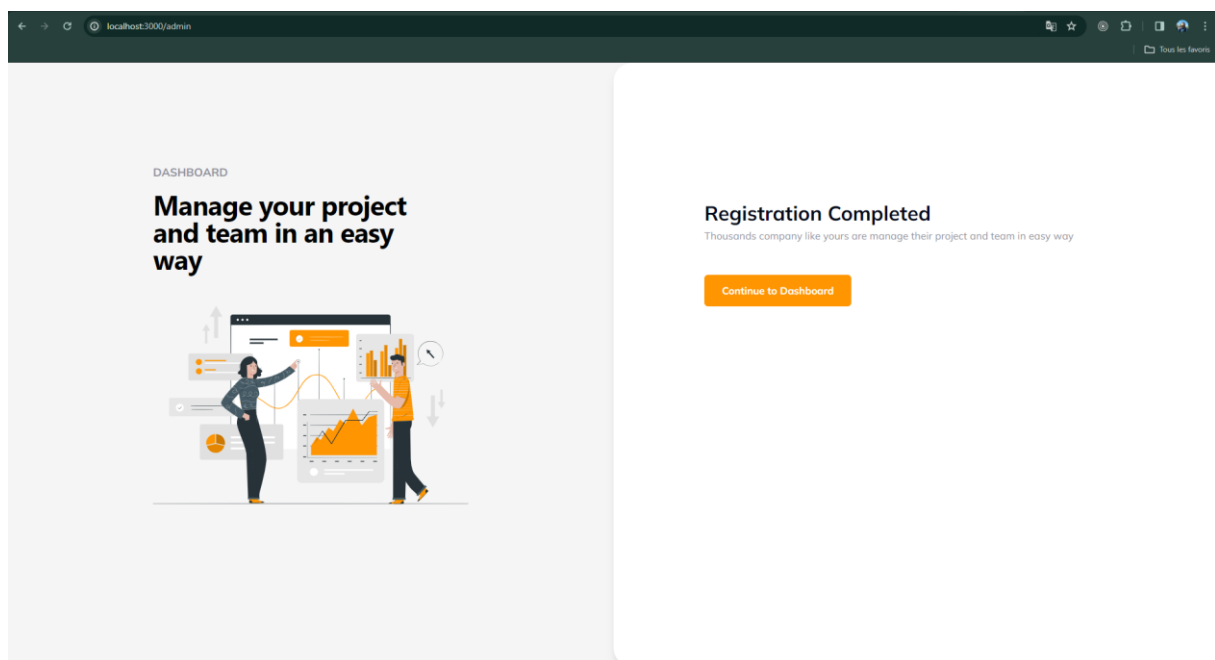 localhost:3000/admin
Tous les favoris
DASHBOARD
Manage your project
and team in an easy
way
Registration Completed
Thousands company like yours are manage their project and team in easy way
Continue to Dashboard